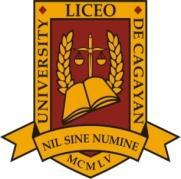 LICEO
UNIVERSITY
DE CAGAYAN
NIL SINE NUMINE
MCMLV